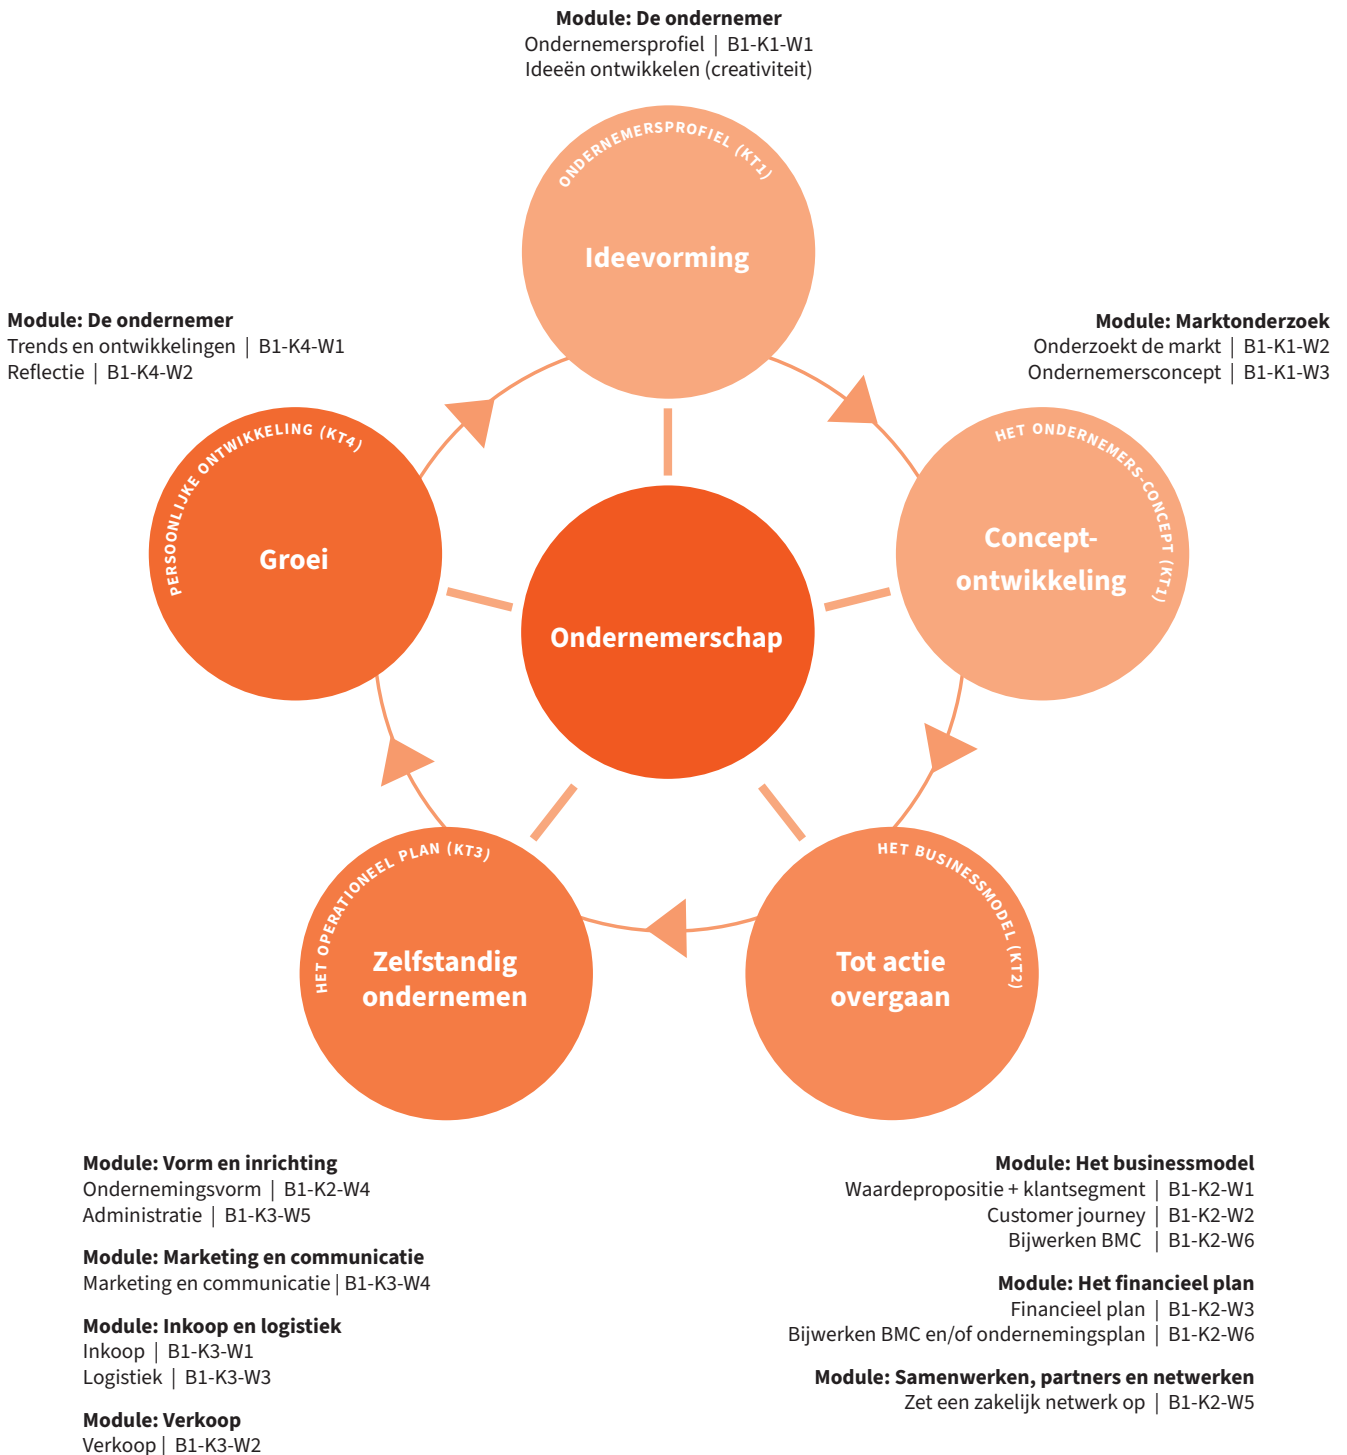 Module: De ondernemer
Ondernemersprofiel | B1-K1-W1
Ideeën ontwikkelen (creativiteit)
ONDERNEMERSPROFIEL (KT1)
Ideevorming
Module: De ondernemer
Trends en ontwikkelingen | B1-K4-W1
Reflectie | B1-K4-W2
Module: Marktonderzoek
Onderzoekt de markt | B1-K1-W2
Ondernemersconcept | B1-K1-W3
PERSOONLIJKE ONTWIKKELING (KT4)
Groei
HET ONDERNEMERS-CONCEPT (KT1)
Concept-
ontwikkeling
Ondernemerschap
HET OPERATIONEEL PLAN (KT3)
Zelfstandig
ondernemen
HET BUSINESSMODEL (KT2)
Tot actie
overgaan
Module: Vorm en inrichting
Ondernemingsvorm | B1-K2-W4
Administratie | B1-K3-W5
Module: Marketing en communicatie
Marketing en communicatie | B1-K3-W4
Module: Inkoop en logistiek
Inkoop | B1-K3-W1
Logistiek | B1-K3-W3
Module: Verkoop
Verkoop | B1-K3-W2
Module: Het businessmodel
Waardepropositie + klantsegment | B1-K2-W1
Customer journey | B1-K2-W2
Bijwerken BMC | B1-K2-W6
Module: Het financieel plan
Financieel plan | B1-K2-W3
Bijwerken BMC en/of ondernemingsplan | B1-K2-W6
Module: Samenwerken, partners en netwerken
Zet een zakelijk netwerk op | B1-K2-W5